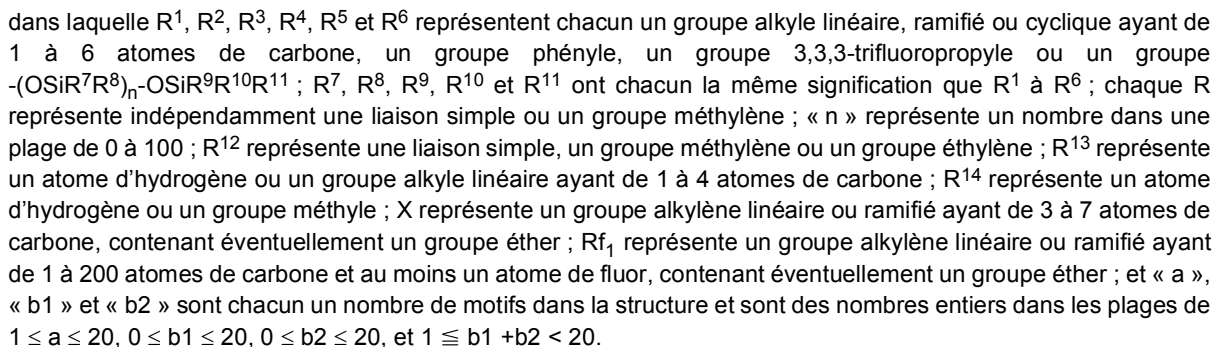 dans laquelle R¹, R², R³, R⁴, R⁵ et R⁶ représentent chacun un groupe alkyle linéaire, ramifié ou cyclique ayant de
1 à 6 atomes de carbone, un groupe phényle, un groupe 3,3,3-trifluoropropyle ou un groupe
-(OSiR⁷R⁸)ₙ-OSiR⁹R¹⁰R¹¹ ; R⁷, R⁸, R⁹, R¹⁰ et R¹¹ ont chacun la même signification que R¹ à R⁶ ; chaque R
représente indépendamment une liaison simple ou un groupe méthylène ; « n » représente un nombre dans une
plage de 0 à 100 ; R¹² représente une liaison simple, un groupe méthylène ou un groupe éthylène ; R¹³ représente
un atome d’hydrogène ou un groupe alkyle linéaire ayant de 1 à 4 atomes de carbone ; R¹⁴ représente un atome
d’hydrogène ou un groupe méthyle ; X représente un groupe alkylène linéaire ou ramifié ayant de 3 à 7 atomes de
carbone, contenant éventuellement un groupe éther ; Rf₁ représente un groupe alkylène linéaire ou ramifié ayant
de 1 à 200 atomes de carbone et au moins un atome de fluor, contenant éventuellement un groupe éther ; et « a »,
« b1 » et « b2 » sont chacun un nombre de motifs dans la structure et sont des nombres entiers dans les plages de
1 ≤ a ≤ 20, 0 ≤ b1 ≤ 20, 0 ≤ b2 ≤ 20, et 1 ≦ b1 +b2 < 20.